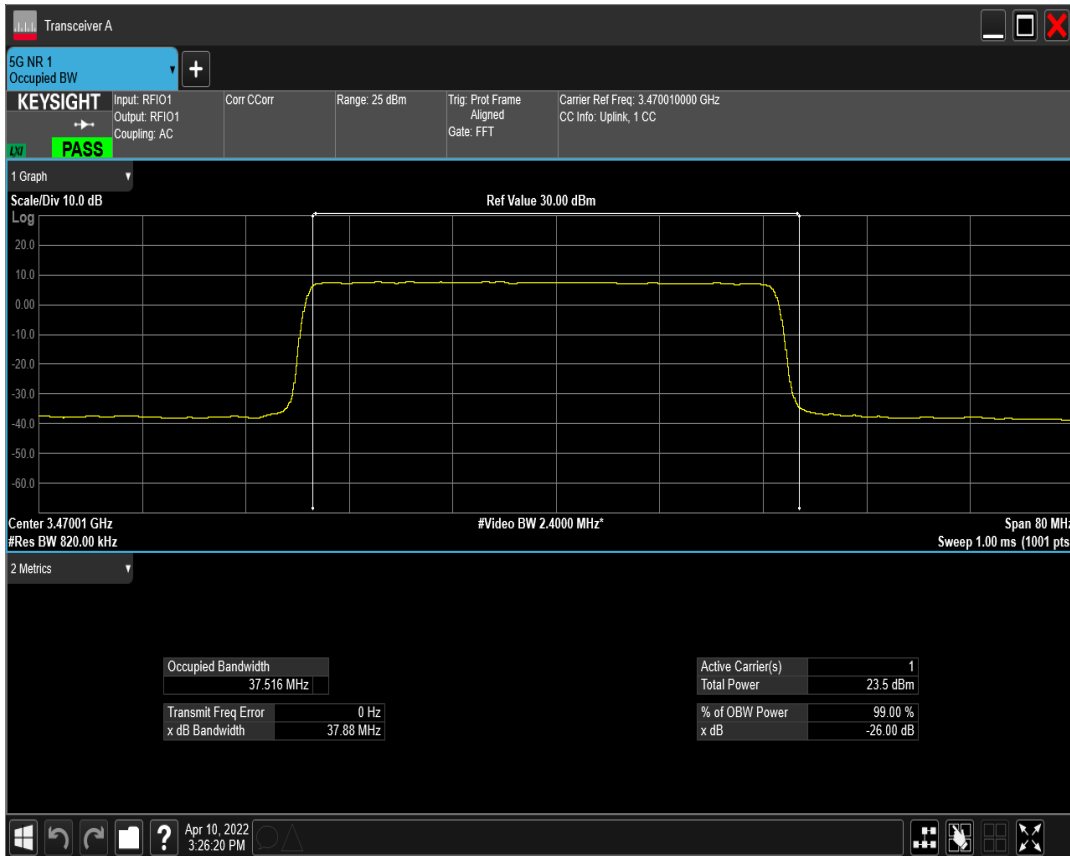 Transceiver A
5G NR 1
Occupied BW
+
KEYSIGHT
LXI
PASS
Input: RFIO1
Output: RFIO1
Coupling: AC
Corr CCorr
Range: 25 dBm
Trig: Prot Frame
Aligned
Gate: FFT
Carrier Ref Freq: 3.470010000 GHz
CC Info: Uplink, 1 CC
1 Graph
Scale/Div 10.0 dB
Ref Value 30.00 dBm
Log
20.0
10.0
0.00
-10.0
-20.0
-30.0
-40.0
-50.0
-60.0
Center 3.47001 GHz
#Video BW 2.4000 MHz*
Span 80 MHz
#Res BW 820.00 kHz
Sweep 1.00 ms (1001 pts
2 Metrics
Occupied Bandwidth
37.516 MHz
Transmit Freq Error 0 Hz
x dB Bandwidth 37.88 MHz
Active Carrier(s) 1
Total Power 23.5 dBm
% of OBW Power 99.00 %
x dB -26.00 dB
?
Apr 10, 2022
3:26:20 PM